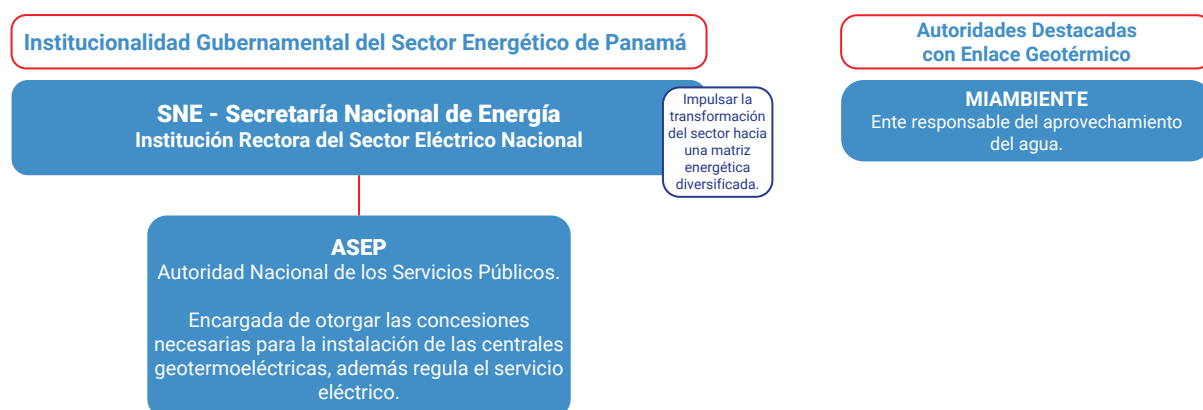 Institucionalidad Gubernamental del Sector Energético de Panamá
SNE - Secretaría Nacional de Energía
Institución Rectora del Sector Eléctrico Nacional
Impulsar la
transformación
del sector hacia
una matriz
energética
diversificada.
ASEP
Autoridad Nacional de los Servicios Públicos.
Encargada de otorgar las concesiones
necesarias para la instalación de las centrales
geotermoeléctricas, además regula el servicio
eléctrico.
Autoridades Destacadas
con Enlace Geotérmico
MIAMBIENTE
Ente responsable del aprovechamiento
del agua.